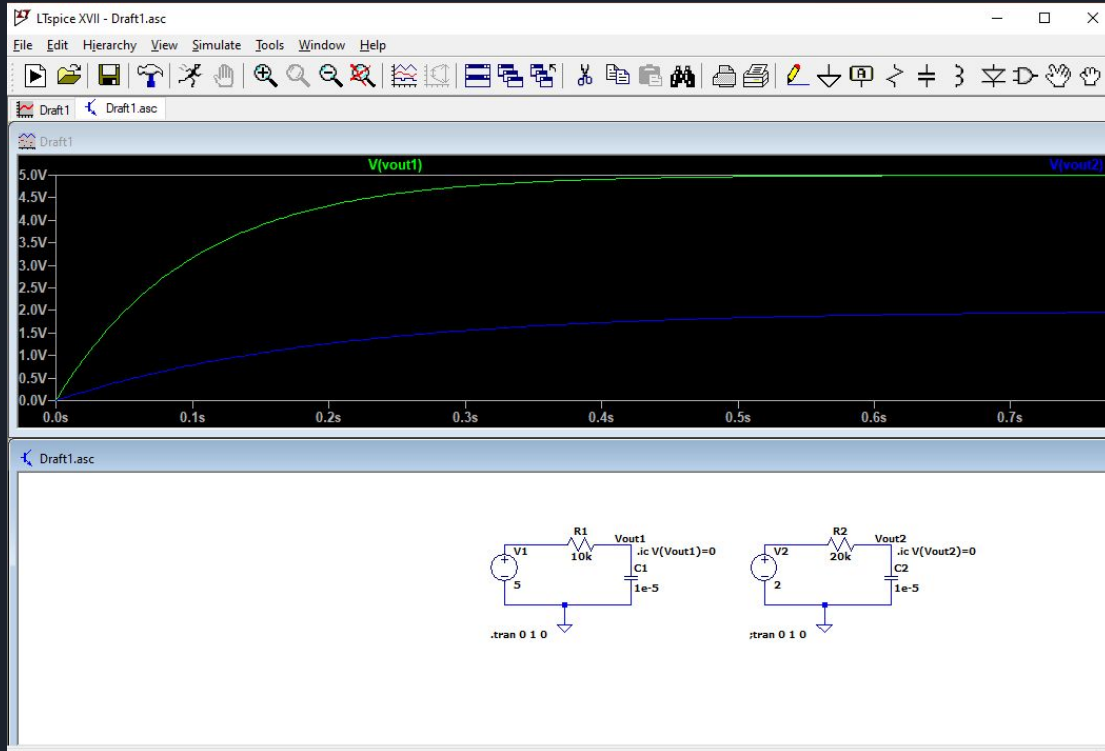 LTspice XVII - Draft1.asc
File Edit Hierarchy View Simulate Tools Window Help
Draft1 Draft1.asc
Draft1
V(vout1) V(vout2)
5.0V
4.5V
4.0V
3.5V
3.0V
2.5V
2.0V
1.5V
1.0V
0.5V
0.0V
0.0s 0.1s 0.2s 0.3s 0.4s 0.5s 0.6s 0.7s
Draft1.asc
R1 Vout1 R2 Vout2
V1 10k .ic V(Vout1)=0 V2 20k .ic V(Vout2)=0
C1 C2
5 1e-5 2 1e-5
.tran 0 1 0 ;tran 0 1 0